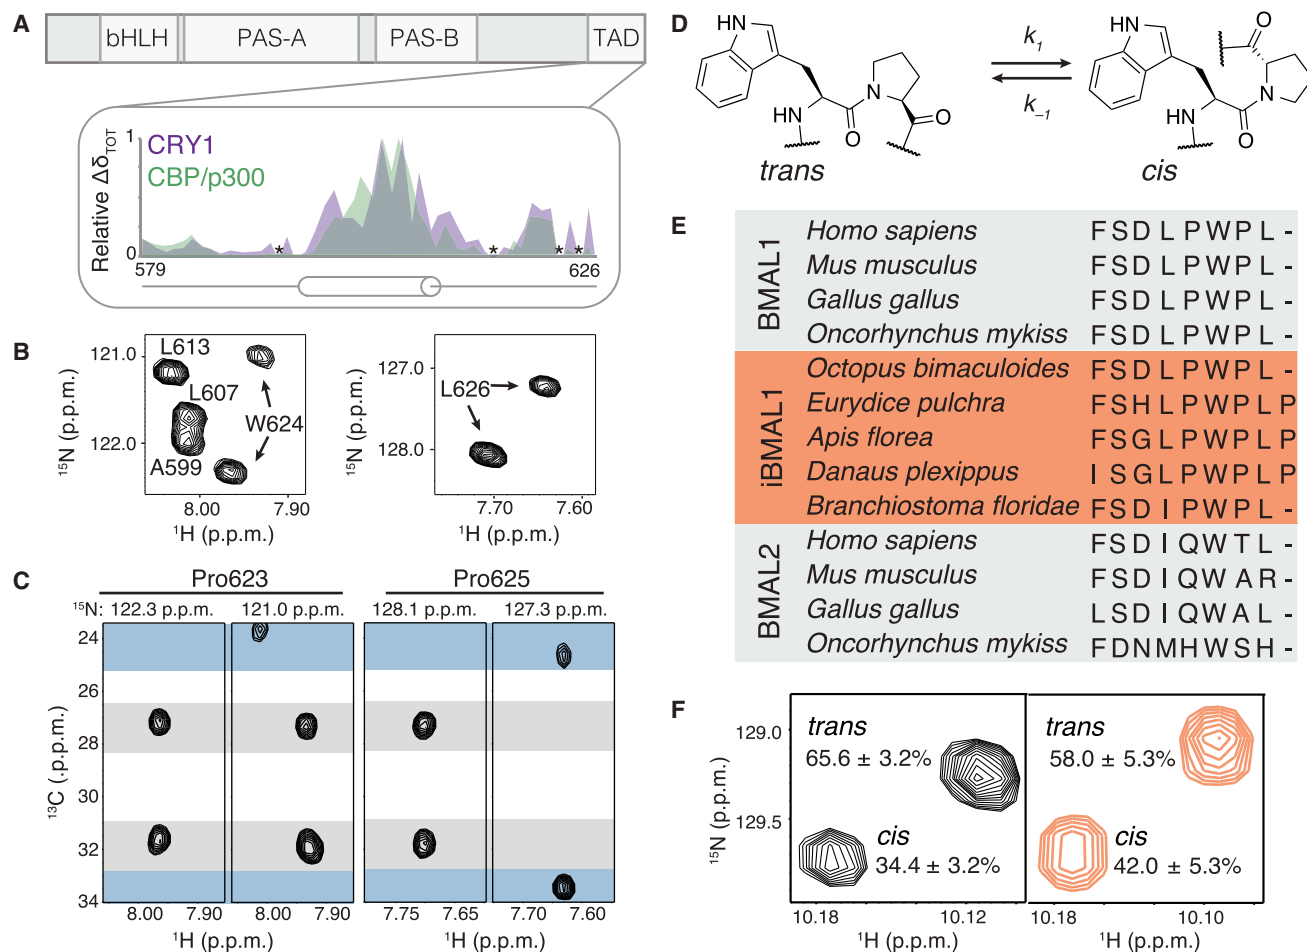 A
bHLH PAS-A PAS-B TAD
Relative ΔδTOT
1
0
CRY1
CBP/p300
* * * *
579 626
B
15N (p.p.m.)
121.0
122.0
L613
L607
W624
A599
8.00 7.90
1H (p.p.m.)
15N (p.p.m.)
127.0
128.0
L626
7.70 7.60
1H (p.p.m.)
C
Pro623 Pro625
15N: 122.3 p.p.m. 121.0 p.p.m. 128.1 p.p.m. 127.3 p.p.m.
13C (.p.p.m.)
24
26
28
30
32
34
8.00 7.90 8.00 7.90 7.75 7.65 7.70 7.60
1H (p.p.m.) 1H (p.p.m.)
D
HN HN O
N N
HN O O HN O
k1
k−1
trans cis
E
BMAL1
Homo sapiens FSDLPWPL-
Mus musculus FSDLPWPL-
Gallus gallus FSDLPWPL-
Oncorhynchus mykiss FSDLPWPL-
iBMAL1
Octopus bimaculoides FSDLPWPL-
Eurydice pulchra FSHLPWPLP
Apis florea FSGLPWPLP
Danaus plexippus ISGLPWPLP
Branchiostoma floridae FSDIPWPL-
BMAL2
Homo sapiens FSDIQWTL-
Mus musculus FSDIQWAR-
Gallus gallus LSDIQWAL-
Oncorhynchus mykiss FDNMHWSH-
F
15N (p.p.m.)
129.0
129.5
trans
65.6 ± 3.2%
cis
34.4 ± 3.2%
10.18 10.12
1H (p.p.m.)
trans
58.0 ± 5.3%
cis
42.0 ± 5.3%
10.18 10.10
1H (p.p.m.)